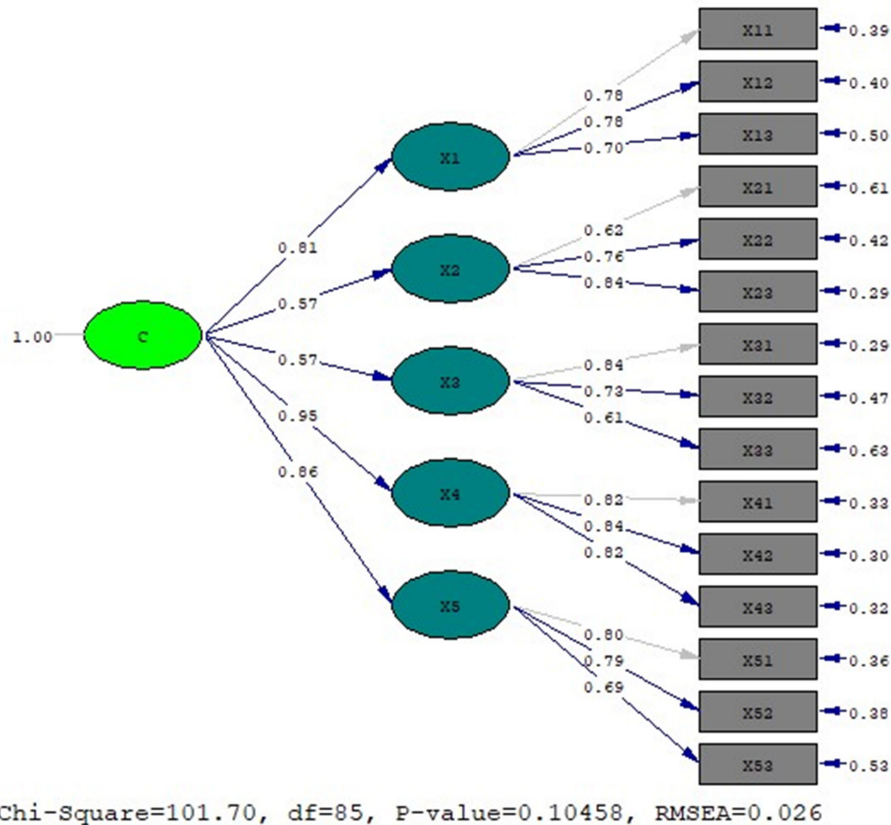 X11 0.39
0.78
X12 0.40
0.78
X13 0.50
0.70
X1
X21 0.61
0.62
X22 0.42
0.76
0.81
X2
X23 0.29
0.84
0.57
1.00 C
X31 0.29
0.57
0.84
X3
X32 0.47
0.73
0.61
0.95
X33 0.63
0.86
X4
0.82
X41 0.33
0.84
0.82
X42 0.30
X5
X43 0.32
0.80
X51 0.36
0.79
0.69
X52 0.38
X53 0.53
Chi-Square=101.70, df=85, P-value=0.10458, RMSEA=0.026